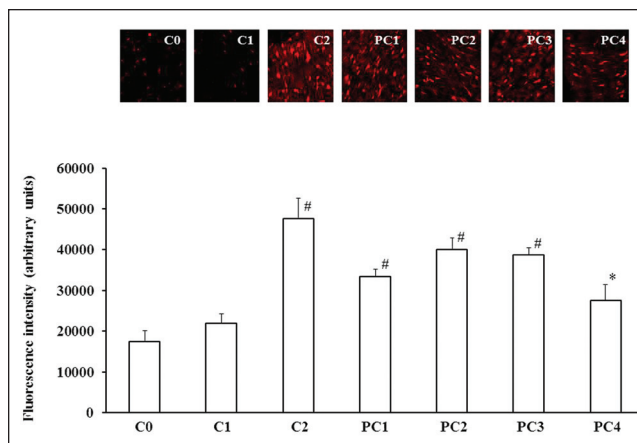 C0 C1 C2 PC1 PC2 PC3 PC4
Fluorescence intensity (arbitrary units)
60000
50000
40000
30000
20000
10000
0
# # # # *
C0 C1 C2 PC1 PC2 PC3 PC4